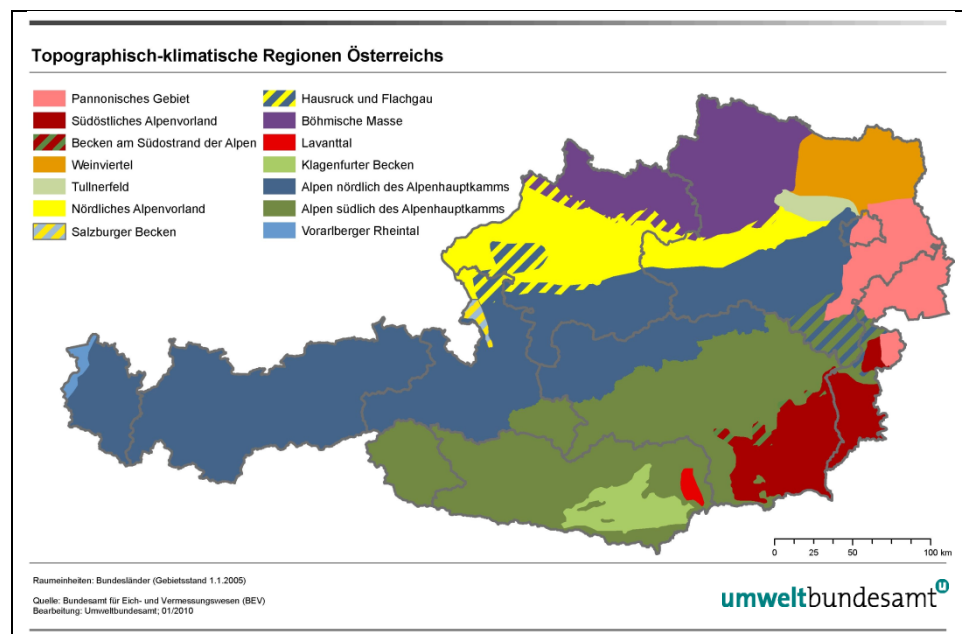 Topographisch-klimatische Regionen Österreichs
Pannonisches Gebiet
Südöstliches Alpenvorland
Becken am Südostrand der Alpen
Weinviertel
Tullnerfeld
Nördliches Alpenvorland
Salzburger Becken
Hausruck und Flachgau
Böhmische Masse
Lavanttal
Klagenfurter Becken
Alpen nördlich des Alpenhauptkamms
Alpen südlich des Alpenhauptkamms
Vorarlberger Rheintal
0 25 50 100 km
Raumeinheiten: Bundesländer (Gebietsstand 1.1.2005)
Quelle: Bundesamt für Eich- und Vermessungswesen (BEV)
Bearbeitung: Umweltbundesamt; 01/2010
umweltbundesamt